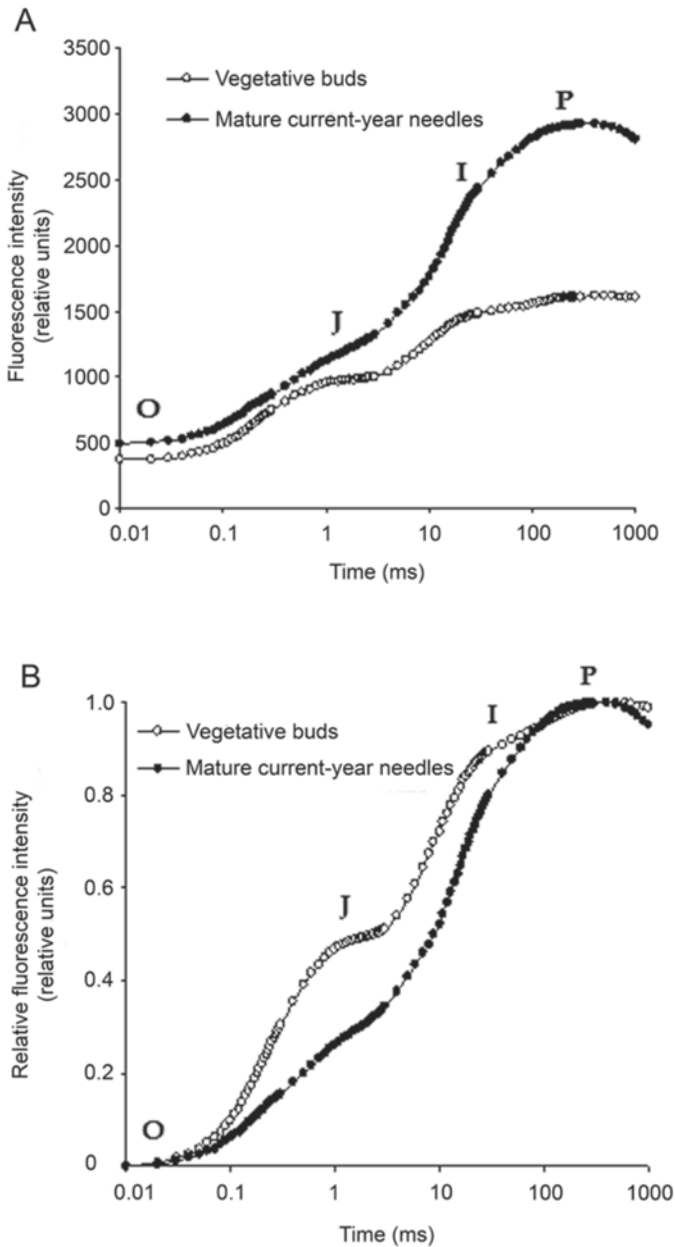 A
3500
3000
2500
2000
1500
1000
500
0
Fluorescence intensity
(relative units)
Vegetative buds
Mature current-year needles
O
J
I
P
0.01 0.1 1 10 100 1000
Time (ms)
B
1.0
0.8
0.6
0.4
0.2
0
Relative fluorescence intensity
(relative units)
Vegetative buds
Mature current-year needles
O
J
I
P
0.01 0.1 1 10 100 1000
Time (ms)